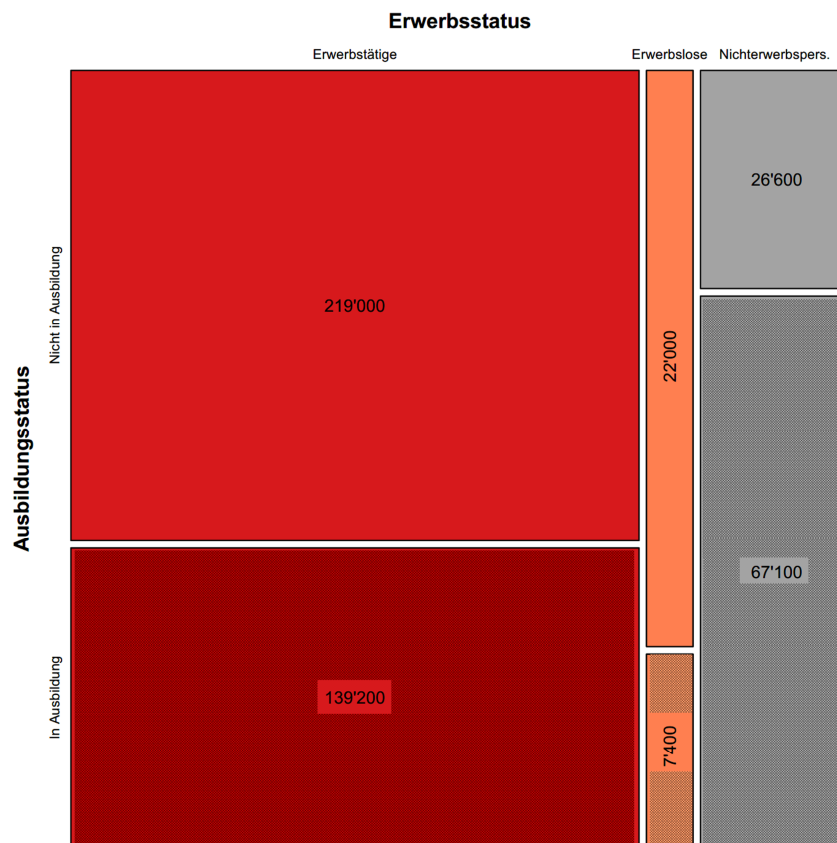 Erwerbsstatus
Erwerbstätige
Erwerbslose
Nichterwerbspers.
Ausbildungsstatus
Nicht in Ausbildung
219'000
22'000
26'600
In Ausbildung
139'200
7'400
67'100